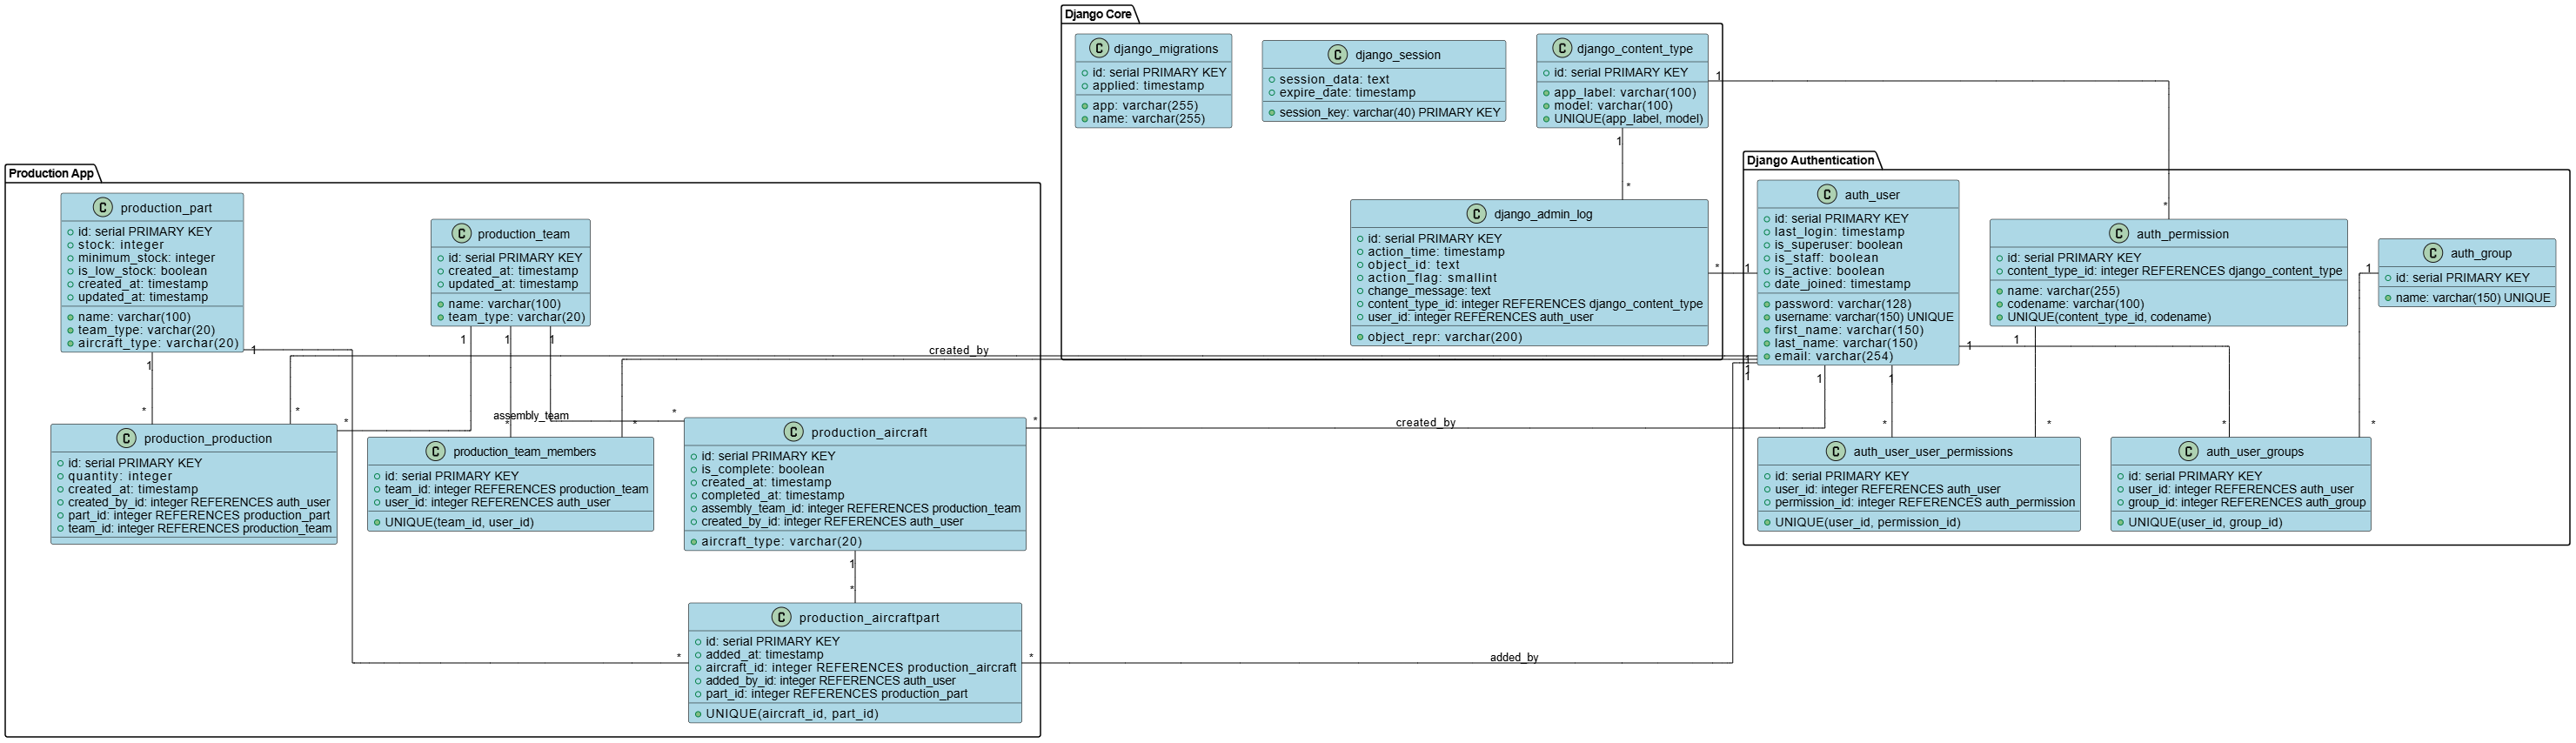 Django Core
C django_migrations
id: serial PRIMARY KEY
applied: timestamp
app: varchar(255)
name: varchar(255)
C django_session
session_data: text
expire_date: timestamp
session_key: varchar(40) PRIMARY KEY
C django_content_type
id: serial PRIMARY KEY
app_label: varchar(100)
model: varchar(100)
UNIQUE(app_label, model)
1
1
*
C django_admin_log
id: serial PRIMARY KEY
action_time: timestamp
object_id: text
action_flag: smallint
change_message: text
content_type_id: integer REFERENCES django_content_type
user_id: integer REFERENCES auth_user
object_repr: varchar(200)
* 1
Django Authentication
C auth_user
id: serial PRIMARY KEY
last_login: timestamp
is_superuser: boolean
is_staff: boolean
is_active: boolean
date_joined: timestamp
password: varchar(128)
username: varchar(150) UNIQUE
first_name: varchar(150)
last_name: varchar(150)
email: varchar(254)
*
C auth_permission
id: serial PRIMARY KEY
content_type_id: integer REFERENCES django_content_type
name: varchar(255)
codename: varchar(100)
UNIQUE(content_type_id, codename)
C auth_group
id: serial PRIMARY KEY
name: varchar(150) UNIQUE
1
1
1
1
1
1
1
1
* * * *
C auth_user_user_permissions
id: serial PRIMARY KEY
user_id: integer REFERENCES auth_user
permission_id: integer REFERENCES auth_permission
UNIQUE(user_id, permission_id)
C auth_user_groups
id: serial PRIMARY KEY
user_id: integer REFERENCES auth_user
group_id: integer REFERENCES auth_group
UNIQUE(user_id, group_id)
Production App
C production_part
id: serial PRIMARY KEY
stock: integer
minimum_stock: integer
is_low_stock: boolean
created_at: timestamp
updated_at: timestamp
name: varchar(100)
team_type: varchar(20)
aircraft_type: varchar(20)
C production_team
id: serial PRIMARY KEY
created_at: timestamp
updated_at: timestamp
name: varchar(100)
team_type: varchar(20)
1 1 1
1
1
created_by
* * *
assembly_team
* * *
created_by
*
C production_production
id: serial PRIMARY KEY
quantity: integer
created_at: timestamp
created_by_id: integer REFERENCES auth_user
part_id: integer REFERENCES production_part
team_id: integer REFERENCES production_team
C production_team_members
id: serial PRIMARY KEY
team_id: integer REFERENCES production_team
user_id: integer REFERENCES auth_user
UNIQUE(team_id, user_id)
C production_aircraft
id: serial PRIMARY KEY
is_complete: boolean
created_at: timestamp
completed_at: timestamp
assembly_team_id: integer REFERENCES production_team
created_by_id: integer REFERENCES auth_user
aircraft_type: varchar(20)
1
*
C production_aircraftpart
id: serial PRIMARY KEY
added_at: timestamp
aircraft_id: integer REFERENCES production_aircraft
added_by_id: integer REFERENCES auth_user
part_id: integer REFERENCES production_part
UNIQUE(aircraft_id, part_id)
* *
added_by